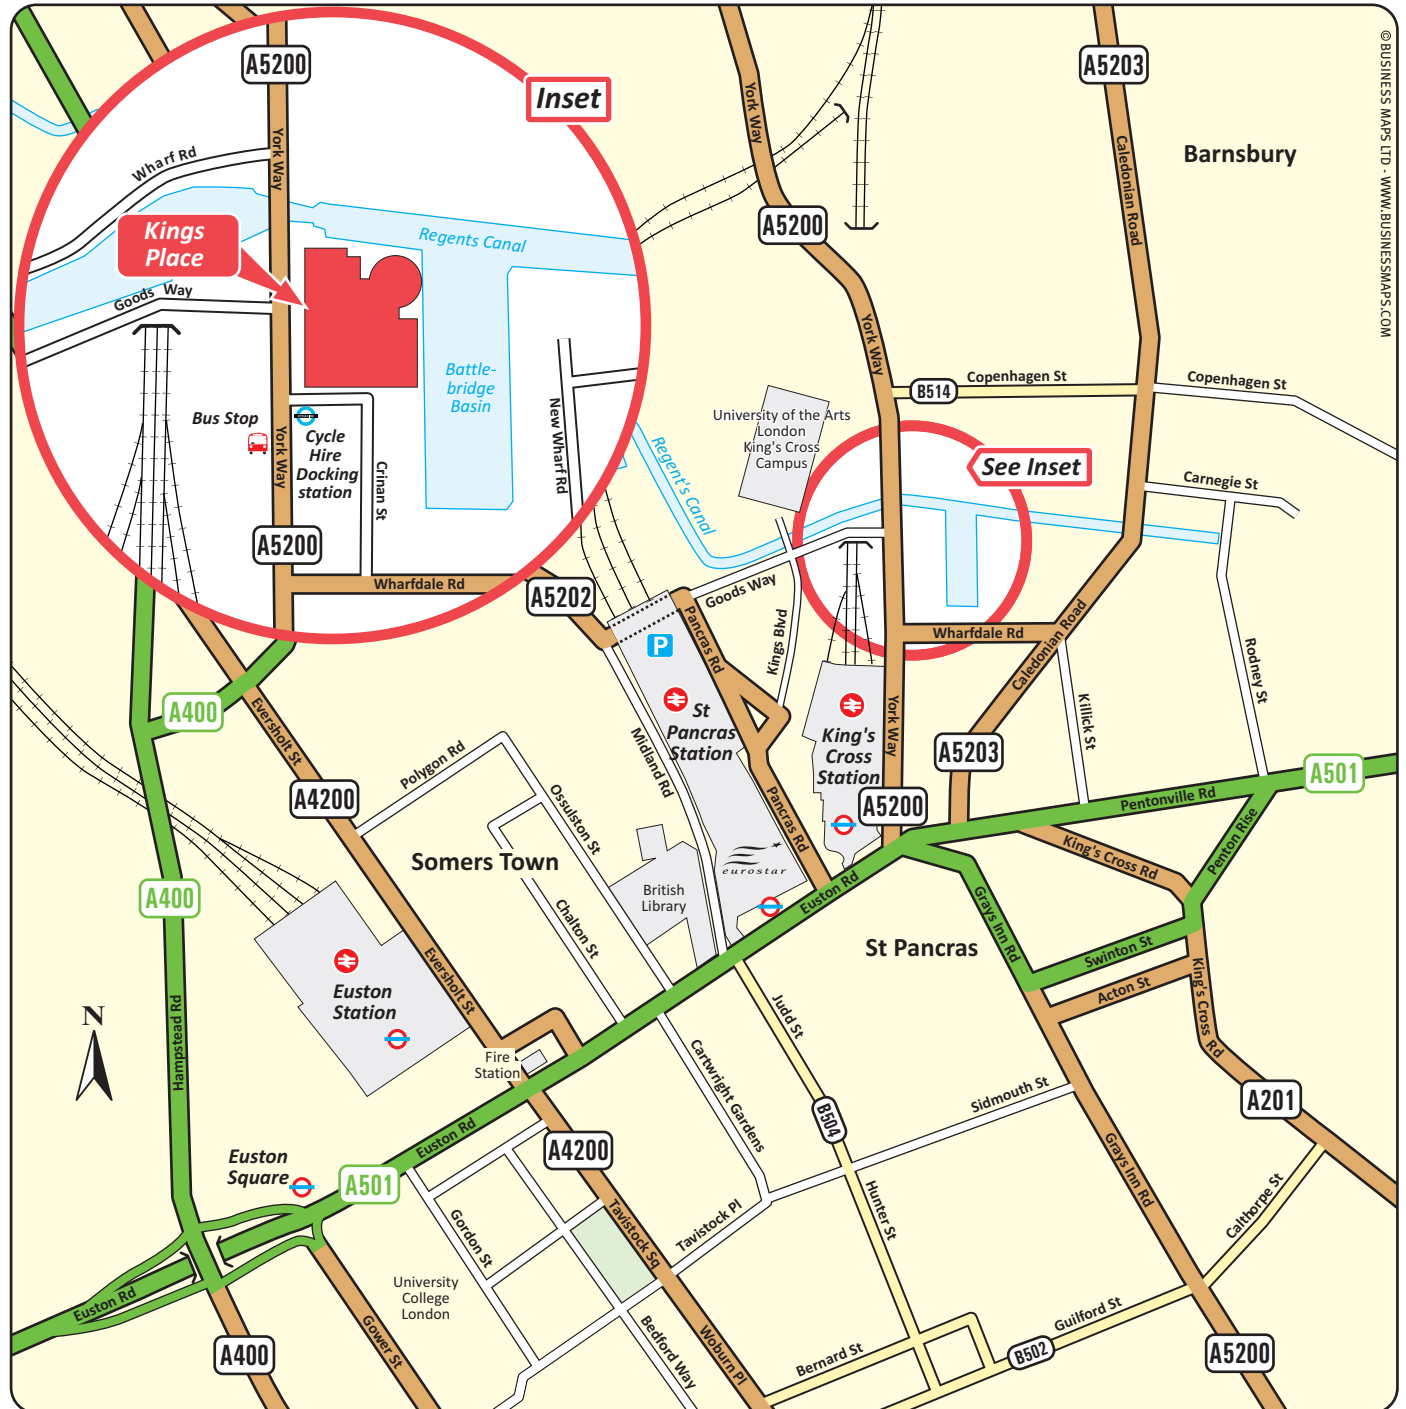 A5200
Inset
York Way
Wharf Rd
Kings
Place
Regents Canal
Goods Way
Battle-
bridge
Basin
Bus Stop
York Way
Cycle
Hire
Docking
station
Crinan St
New Wharf Rd
A5200
Wharfdale Rd
A5202
York Way
A5203
Caledonian Road
Barnsbury
© BUSINESS MAPS LTD - WWW.BUSINESSMAPS.COM
A5200
York Way
B514
Copenhagen St
Copenhagen St
University of the Arts
London
King's Cross
Campus
See Inset
Carnegie St
Regent's Canal
Goods Way
Kings Blvd
Pancras Rd
P
Wharfdale Rd
Caledonian Road
Rodney St
Killick St
A400
Eversholt St
A4200
Polygon Rd
Midland Rd
St
Pancras
Station
King's
Cross
Station
York Way
A5203
A5200
A501
Pentonville Rd
Ossulston St
Pancras Rd
King's Cross Rd
Penton Rise
Somers Town
eurostar
British
Library
Euston Rd
A400
Chalton St
Grays Inn Rd
St Pancras
Swinton St
Acton St
King's Cross Rd
Eversholt St
Euston
Station
N
Hampstead Rd
Judd St
Fire
Station
Cartwright Gardens
Sidmouth St
A201
B504
Euston Rd
A4200
Euston
Square
A501
Grays Inn Rd
Calthorpe St
Hunter St
Gordon St
Tavistock Sq
Tavistock Pl
University
College
London
Euston Rd
Gower St
Bedford Way
Woburn Pl
Guilford St
Bernard St
B502
A400
A5200